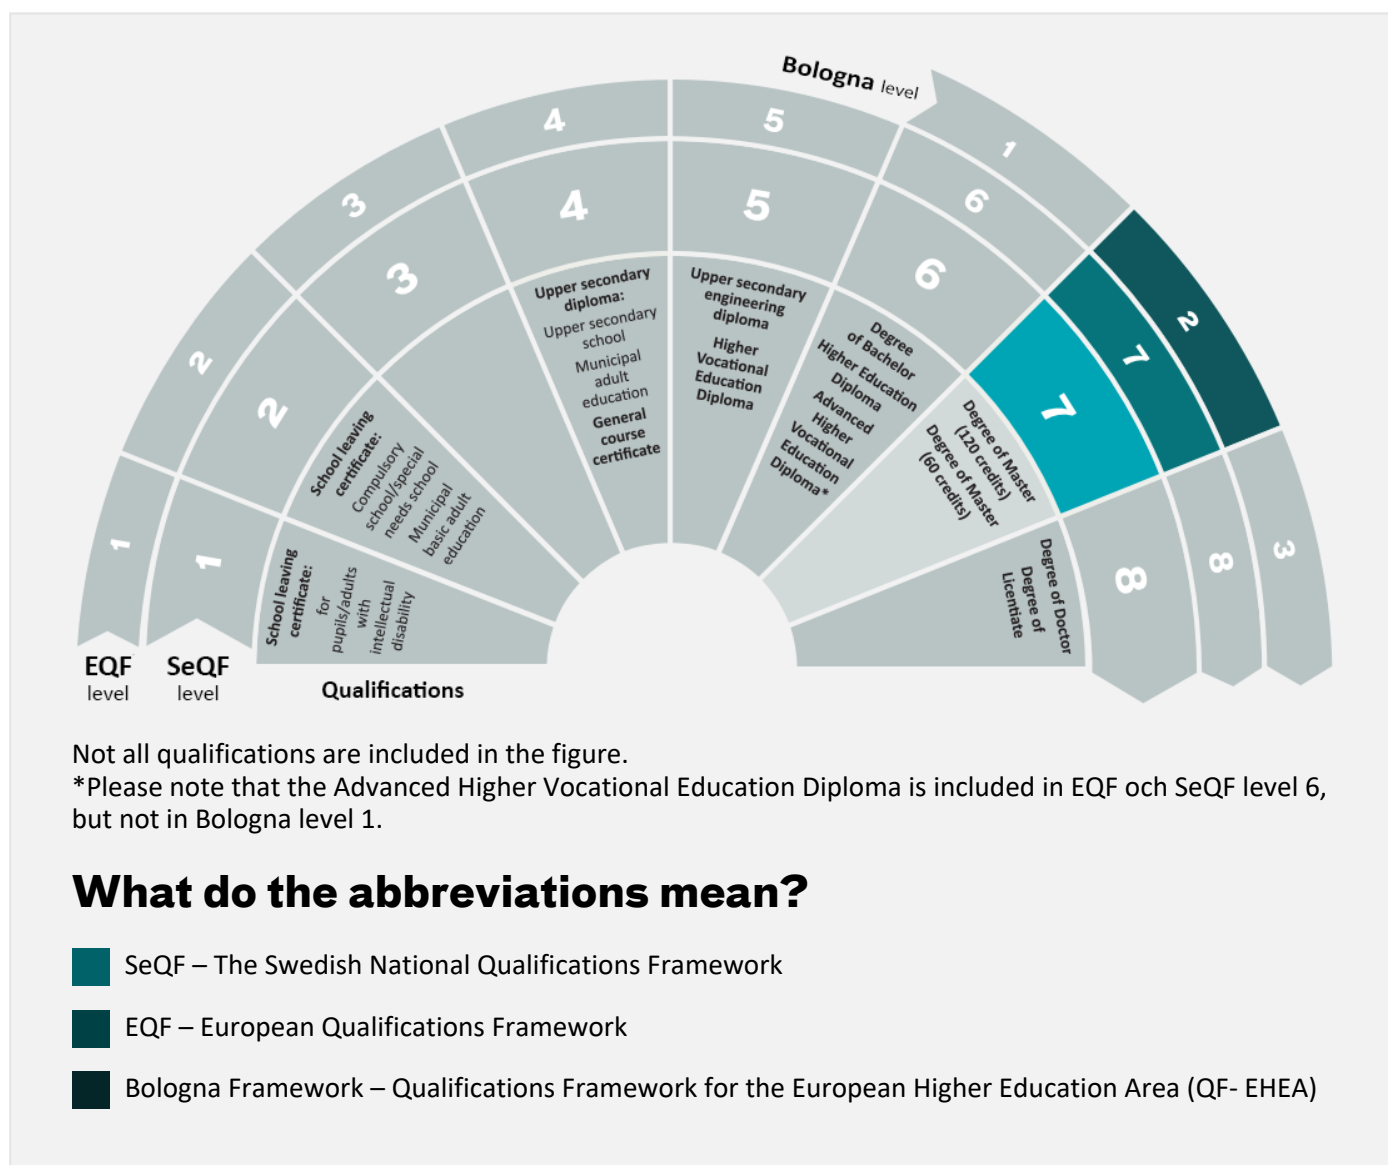 Bologna level
1
2
3
1
2
3
4
5
6
7
8
1
2
3
4
5
6
7
8
School leaving
certificate:
for
pupils/adults
with
intellectual
disability
School leaving
certificate:
Compulsory
school/special
needs school
Municipal
basic adult
education
Upper secondary
diploma:
Upper secondary
school
Municipal
adult
education
General
course
certificate
Upper secondary
engineering
diploma
Higher
Vocational
Education
Diploma
Degree
of Bachelor
Higher Education
Diploma
Advanced
Higher
Vocational
Education
Diploma*
Degree of Master
(120 credits)
Degree of Master
(60 credits)
Degree of Doctor
Degree of
Licentiate
EQF
level
SeQF
level
Qualifications
Not all qualifications are included in the figure.
*Please note that the Advanced Higher Vocational Education Diploma is included in EQF och SeQF level 6,
but not in Bologna level 1.
What do the abbreviations mean?
SeQF – The Swedish National Qualifications Framework
EQF – European Qualifications Framework
Bologna Framework – Qualifications Framework for the European Higher Education Area (QF- EHEA)